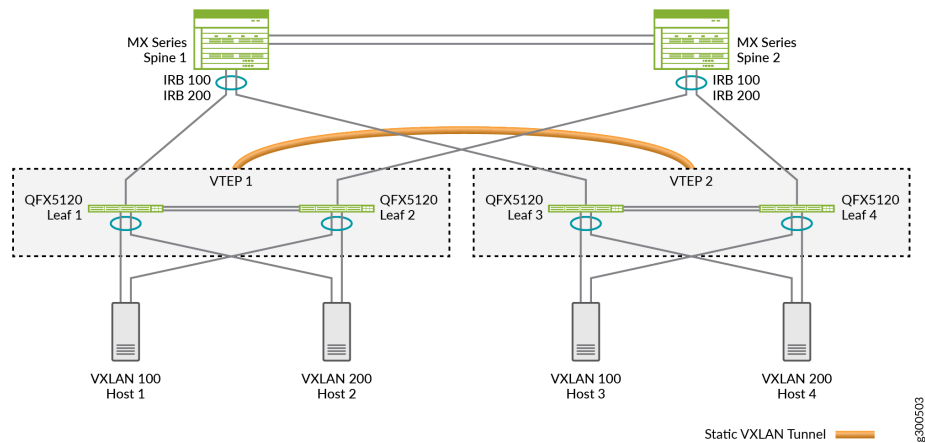 MX Series
Spine 1
MX Series
Spine 2
IRB 100
IRB 200
IRB 100
IRB 200
VTEP 1
VTEP 2
QFX5120
Leaf 1
QFX5120
Leaf 2
QFX5120
Leaf 3
QFX5120
Leaf 4
VXLAN 100
Host 1
VXLAN 200
Host 2
VXLAN 100
Host 3
VXLAN 200
Host 4
Static VXLAN Tunnel
g300503